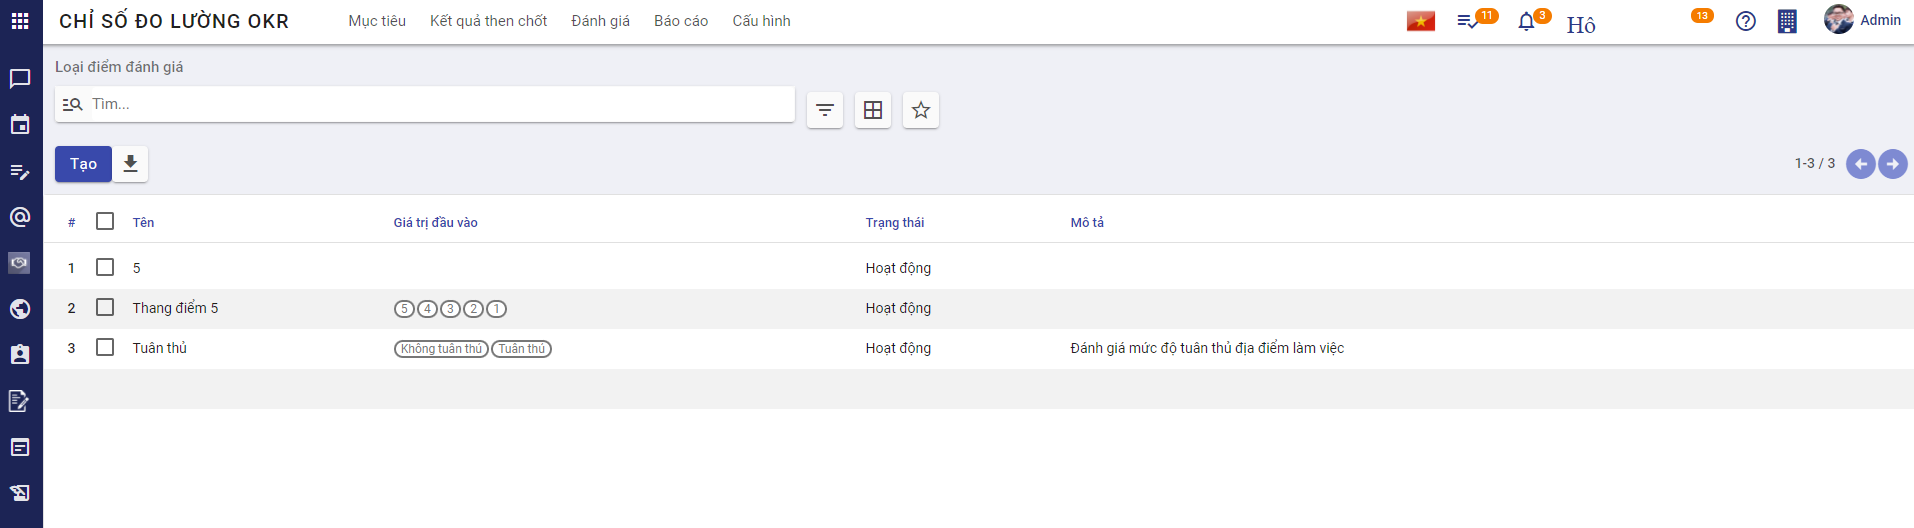 CHỈ SỐ ĐO LƯỜNG OKR Mục tiêu Kết quả then chốt Đánh giá Báo cáo Cấu hình 11 3 Hô 13 Admin
Loại điểm đánh giá
Tìm...
Tạo 1-3 / 3
# Tên Giá trị đầu vào Trạng thái Mô tả
1 5 Hoạt động
2 Thang điểm 5 5 4 3 2 1 Hoạt động
3 Tuân thủ Không tuân thủ Tuân thủ Hoạt động Đánh giá mức độ tuân thủ địa điểm làm việc